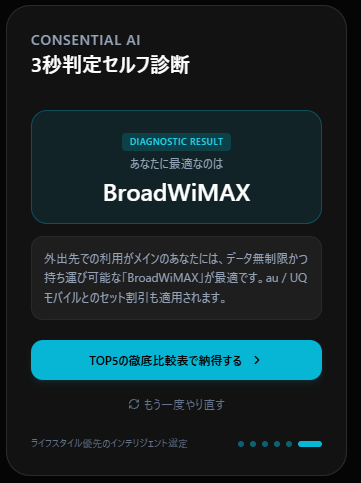 CONSENTIAL AI
3秒判定セルフ診断
DIAGNOSTIC RESULT
あなたに最適なのは
BroadWiMAX
外出先での利用がメインのあなたには、データ無制限かつ
持ち運び可能な「BroadWiMAX」が最適です。au / UQ
モバイルとのセット割引も適用されます。
TOP5の徹底比較表で納得する
もう一度やり直す
ライフスタイル優先のインテリジェント選定